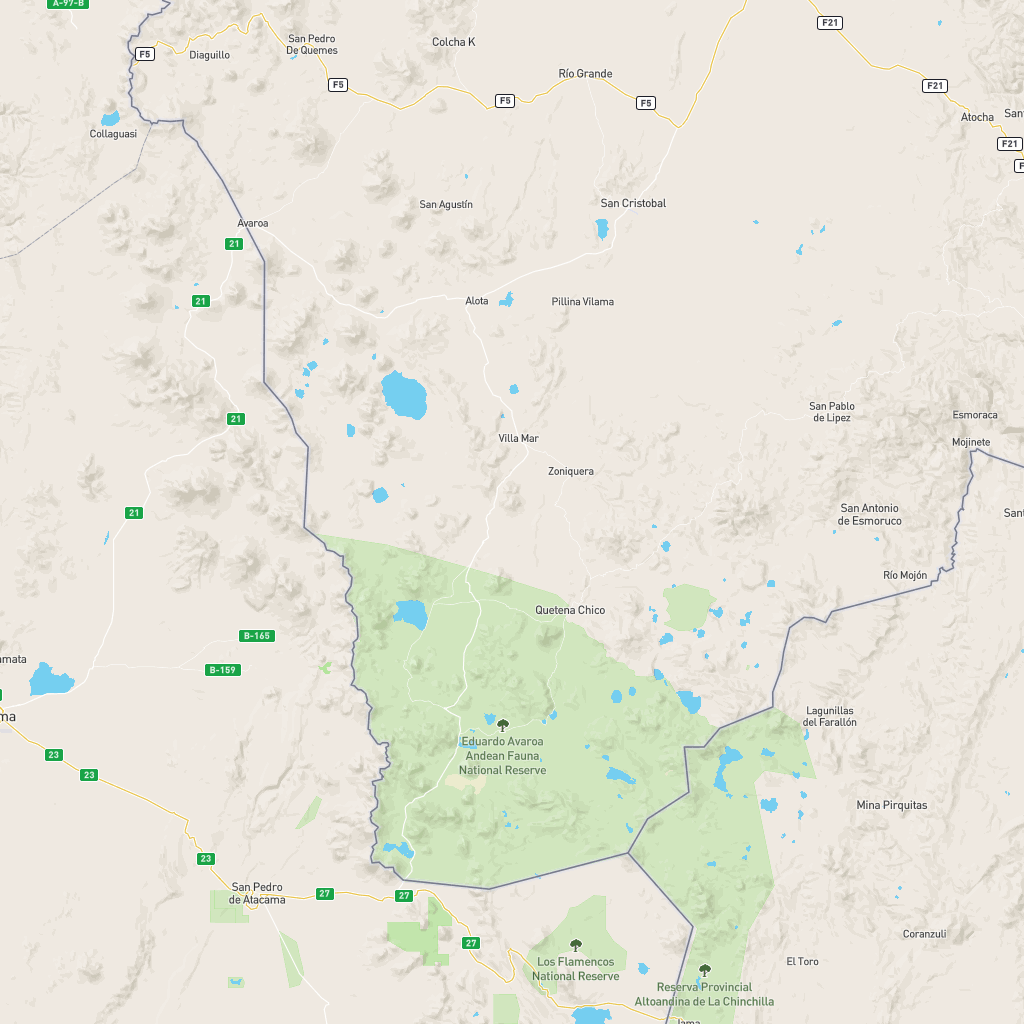 A-97-B
F21
San Pedro
De Quemes
Colcha K
F5
Diaguillo
Río Grande
F5
F21
F5
F5
Atocha
Collaguasi
F21
San Agustín
San Cristobal
Avaroa
21
21
Alota
Pillina Vilama
San Pablo
de Lipez
Esmoraca
21
Villa Mar
Mojinete
Zoniquera
21
San Antonio
de Esmoruco
Río Mojón
Quetena Chico
B-165
B-159
Lagunillas
del Farallón
Eduardo Avaroa
Andean Fauna
National Reserve
23
23
Mina Pirquitas
23
San Pedro
de Atacama
27
27
27
Coranzuli
Los Flamencos
National Reserve
El Toro
Reserva Provincial
Altoandina de La Chinchilla
Jama